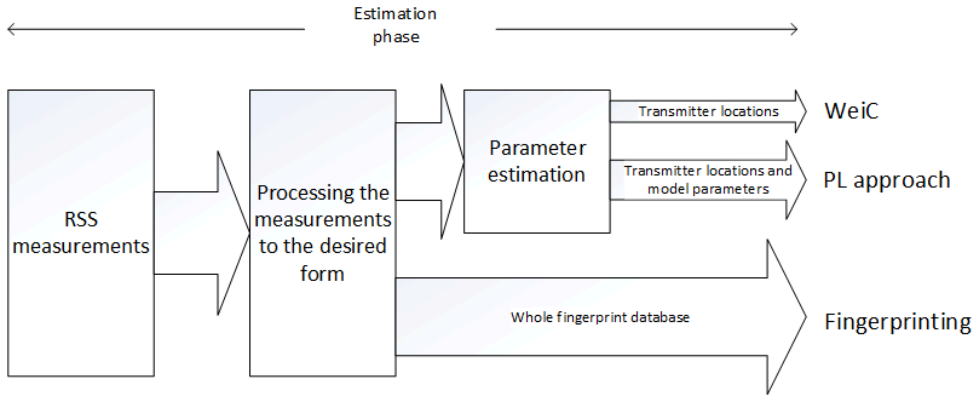 Estimation
phase
RSS
measurements
Processing the
measurements
to the desired
form
Parameter
estimation
Transmitter locations
WeiC
Transmitter locations and
model parameters
PL approach
Whole fingerprint database
Fingerprinting